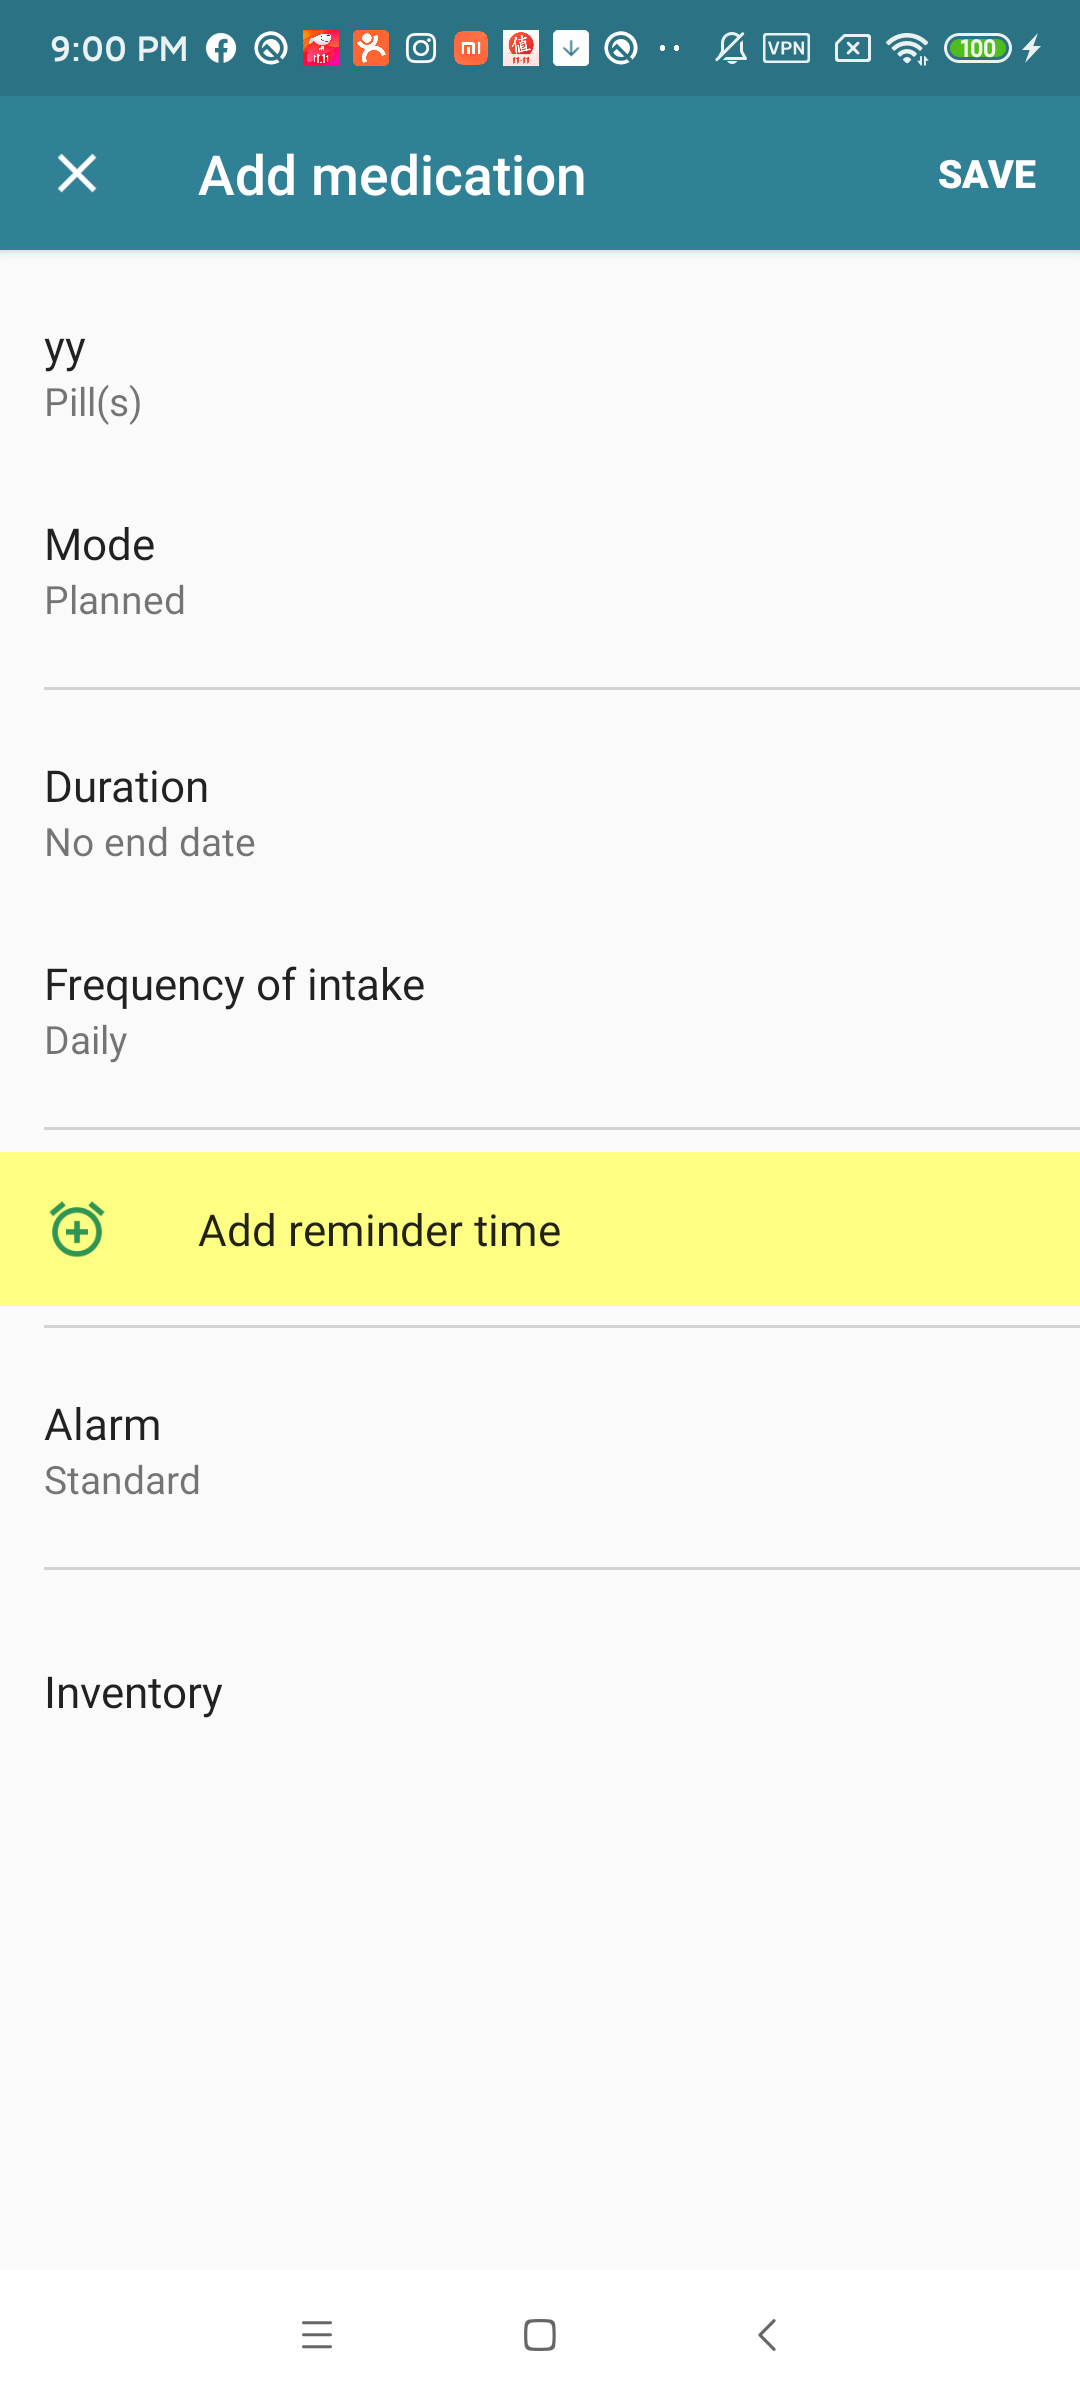 9:00 PM VPN 100
Add medication SAVE
yy
Pill(s)
Mode
Planned
Duration
No end date
Frequency of intake
Daily
Add reminder time
Alarm
Standard
Inventory